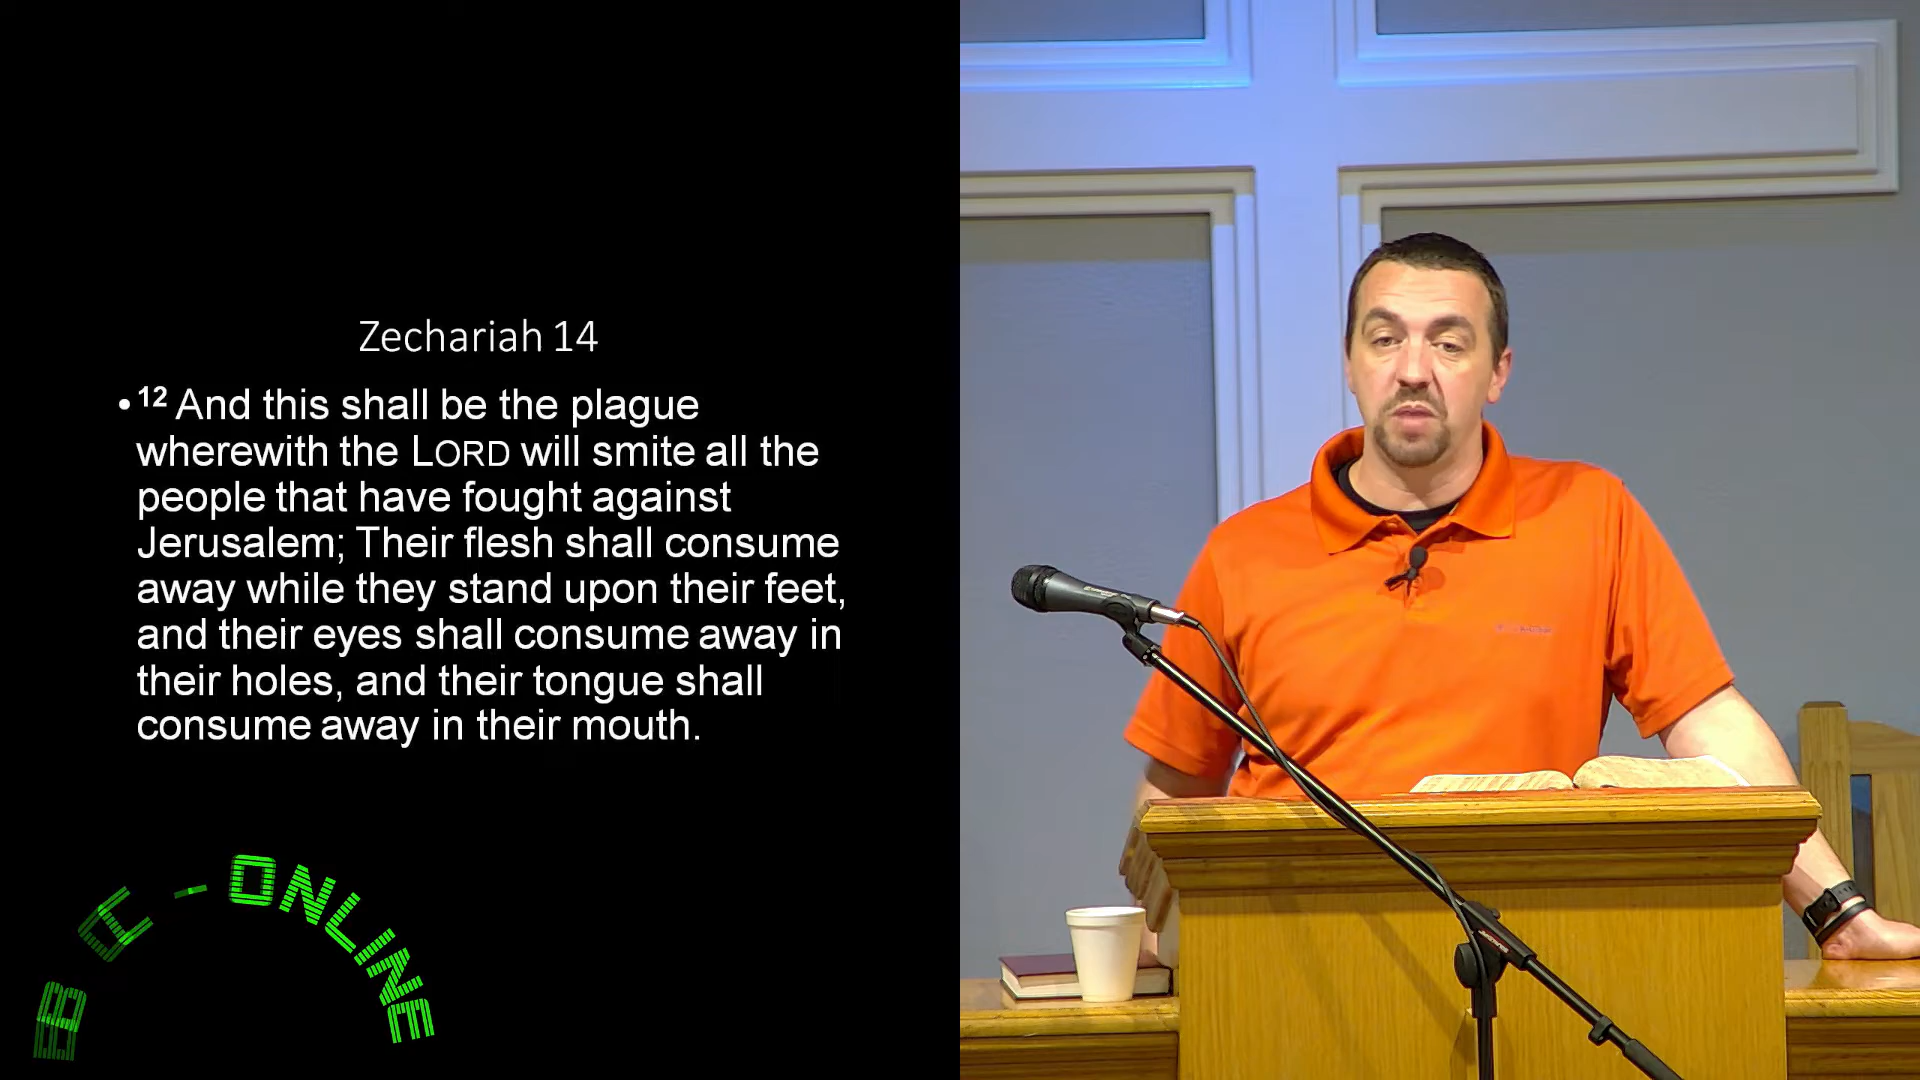 Zechariah 14
•12 And this shall be the plague
wherewith the LORD will smite all the
people that have fought against
Jerusalem; Their flesh shall consume
away while they stand upon their feet,
and their eyes shall consume away in
their holes, and their tongue shall
consume away in their mouth.